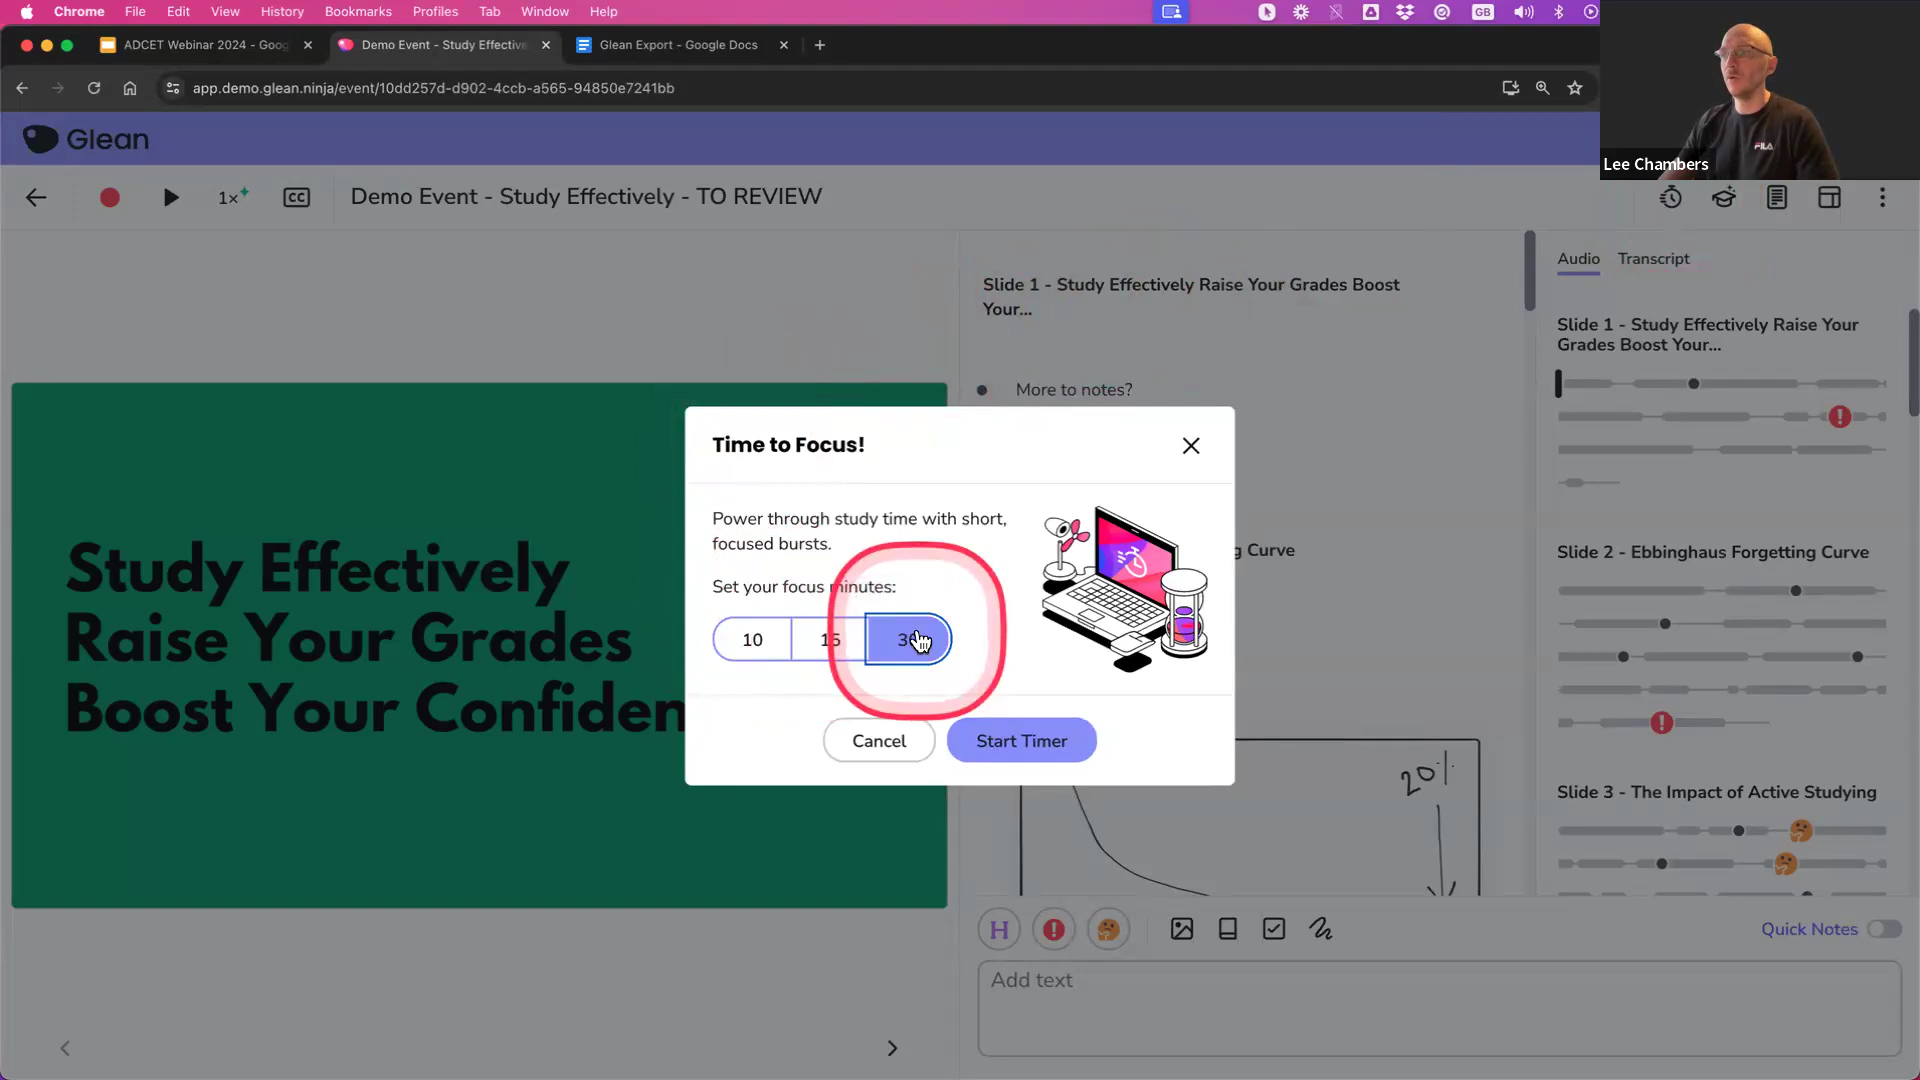 Chrome File Edit View History Bookmarks Profiles Tab Window Help
GB
ADCET Webinar 2024 - Goog
Demo Event - Study Effective
Glean Export - Google Docs
app.demo.glean.ninja/event/10dd257d-d902-4ccb-a565-94850e7241bb
FILA
Lee Chambers
Glean
1×
CC
Demo Event - Study Effectively - TO REVIEW
Audio Transcript
Slide 1 - Study Effectively Raise Your Grades Boost
Your...
More to notes?
g Curve
20%
Study Effectively
Raise Your Grades
Boost Your Confiden
Time to Focus!
Power through study time with short,
focused bursts.
Set your focus minutes:
10 15
Cancel Start Timer
Slide 1 - Study Effectively Raise Your
Grades Boost Your...
Slide 2 - Ebbinghaus Forgetting Curve
Slide 3 - The Impact of Active Studying
H
Quick Notes
Add text